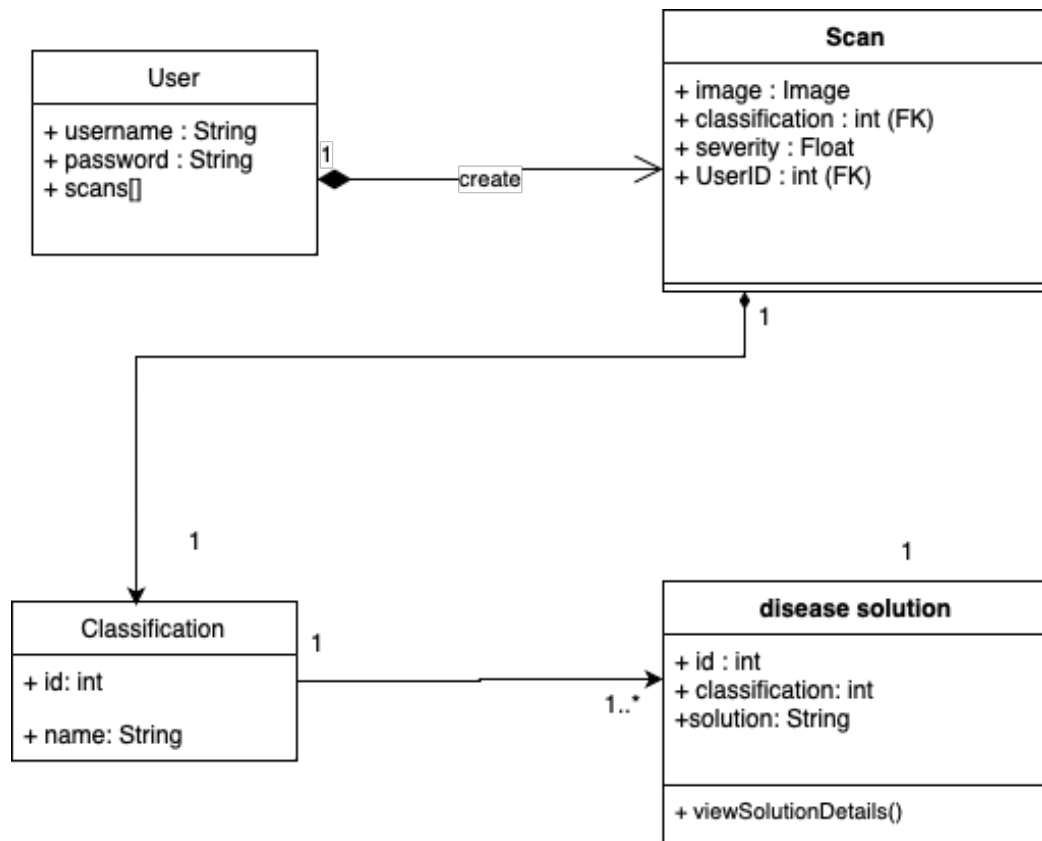 User
+ username : String
+ password : String
+ scans[]
1
create
Scan
+ image : Image
+ classification : int (FK)
+ severity : Float
+ UserID : int (FK)
1
1
Classification
+ id: int
+ name: String
1
1..*
1
disease solution
+ id : int
+ classification: int
+solution: String
+ viewSolutionDetails()